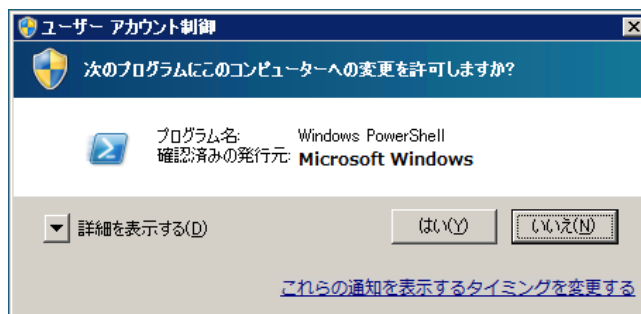 ユーザー アカウント制御
次のプログラムにこのコンピューターへの変更を許可しますか?
プログラム名: Windows PowerShell
確認済みの発行元: Microsoft Windows
詳細を表示する(D) はい(Y) いいえ(N)
これらの通知を表示するタイミングを変更する